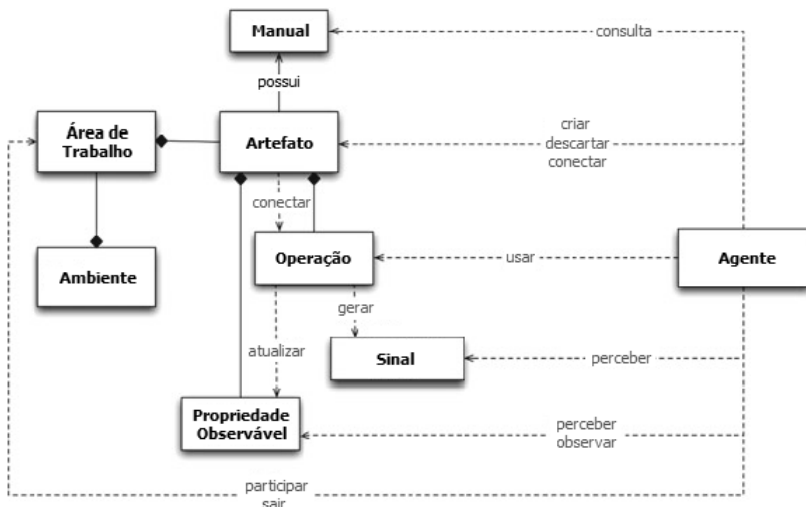 Manual
consulta
possui
Área de
Trabalho
Artefato
criar
descartar
conectar
conectar
Operação
usar
Agente
Ambiente
gerar
atualizar
Sinal
perceber
Propriedade
Observável
perceber
observar
participar
sair